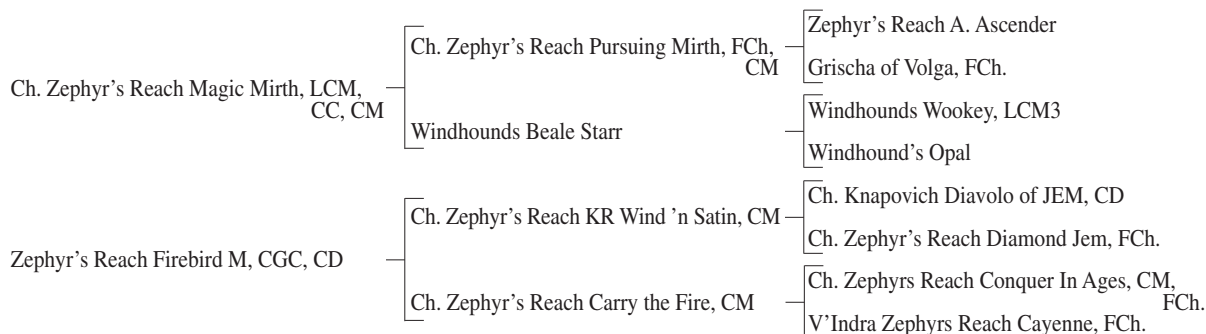 Zephyr’s Reach A. Ascender
Ch. Zephyr’s Reach Pursuing Mirth, FCh,
CM
Grischa of Volga, FCh.
Ch. Zephyr’s Reach Magic Mirth, LCM,
CC, CM
Windhounds Wookey, LCM3
Windhounds Beale Starr
Windhound’s Opal
Ch. Knapovich Diavolo of JEM, CD
Ch. Zephyr’s Reach KR Wind ’n Satin, CM
Ch. Zephyr’s Reach Diamond Jem, FCh.
Zephyr’s Reach Firebird M, CGC, CD
Ch. Zephyrs Reach Conquer In Ages, CM,
FCh.
Ch. Zephyr’s Reach Carry the Fire, CM
V’Indra Zephyrs Reach Cayenne, FCh.